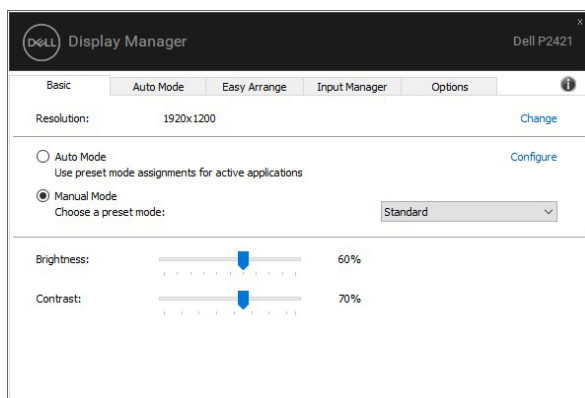 DELL Display Manager Dell P2421
x
Basic Auto Mode Easy Arrange Input Manager Options i
Resolution: 1920x1200 Change
Auto Mode Configure
Use preset mode assignments for active applications
Manual Mode
Choose a preset mode: Standard
Brightness: 60%
Contrast: 70%